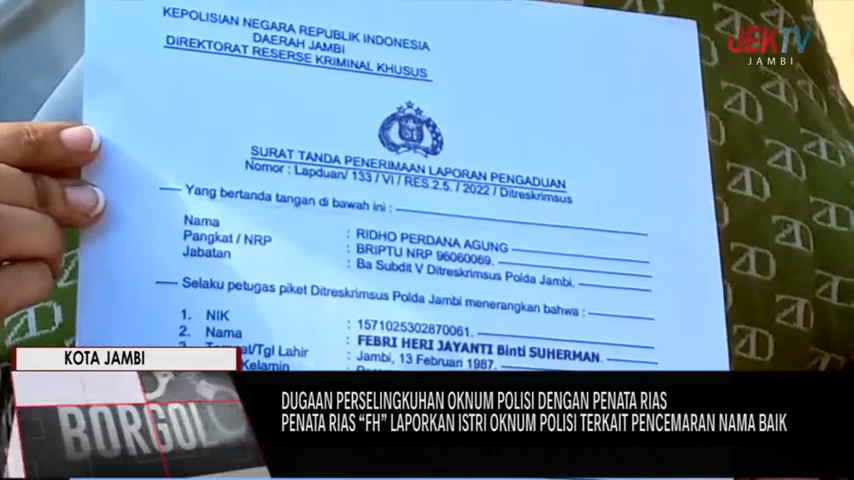 KEPOLISIAN NEGARA REPUBLIK INDONESIA
DAERAH JAMBI
DIREKTORAT RESERSE KRIMINAL KHUSUS
JEKTV
JAMBI
SURAT TANDA PENERIMAAN LAPORAN PENGADUAN
Nomor : Lapduan/ 133 / VI / RES.2.5. / 2022 / Ditreskrimsus
Yang bertanda tangan di bawah ini :
Nama : RIDHO PERDANA AGUNG
Pangkat / NRP : BRIPTU NRP 96060069.
Jabatan : Ba Subdit V Ditreskrimsus Polda Jambi.
Selaku petugas piket Ditreskrimsus Polda Jambi menerangkan bahwa :
1. NIK : 1571025302870061.
2. Nama : FEBRI HERI JAYANTI Binti SUHERMAN.
/Tgl Lahir : Jambi, 13 Februari 1987.
Kelamin
KOTA JAMBI
BORGOL
DUGAAN PERSELINGKUHAN OKNUM POLISI DENGAN PENATA RIAS
PENATA RIAS “FH” LAPORKAN ISTRI OKNUM POLISI TERKAIT PENCEMARAN NAMA BAIK